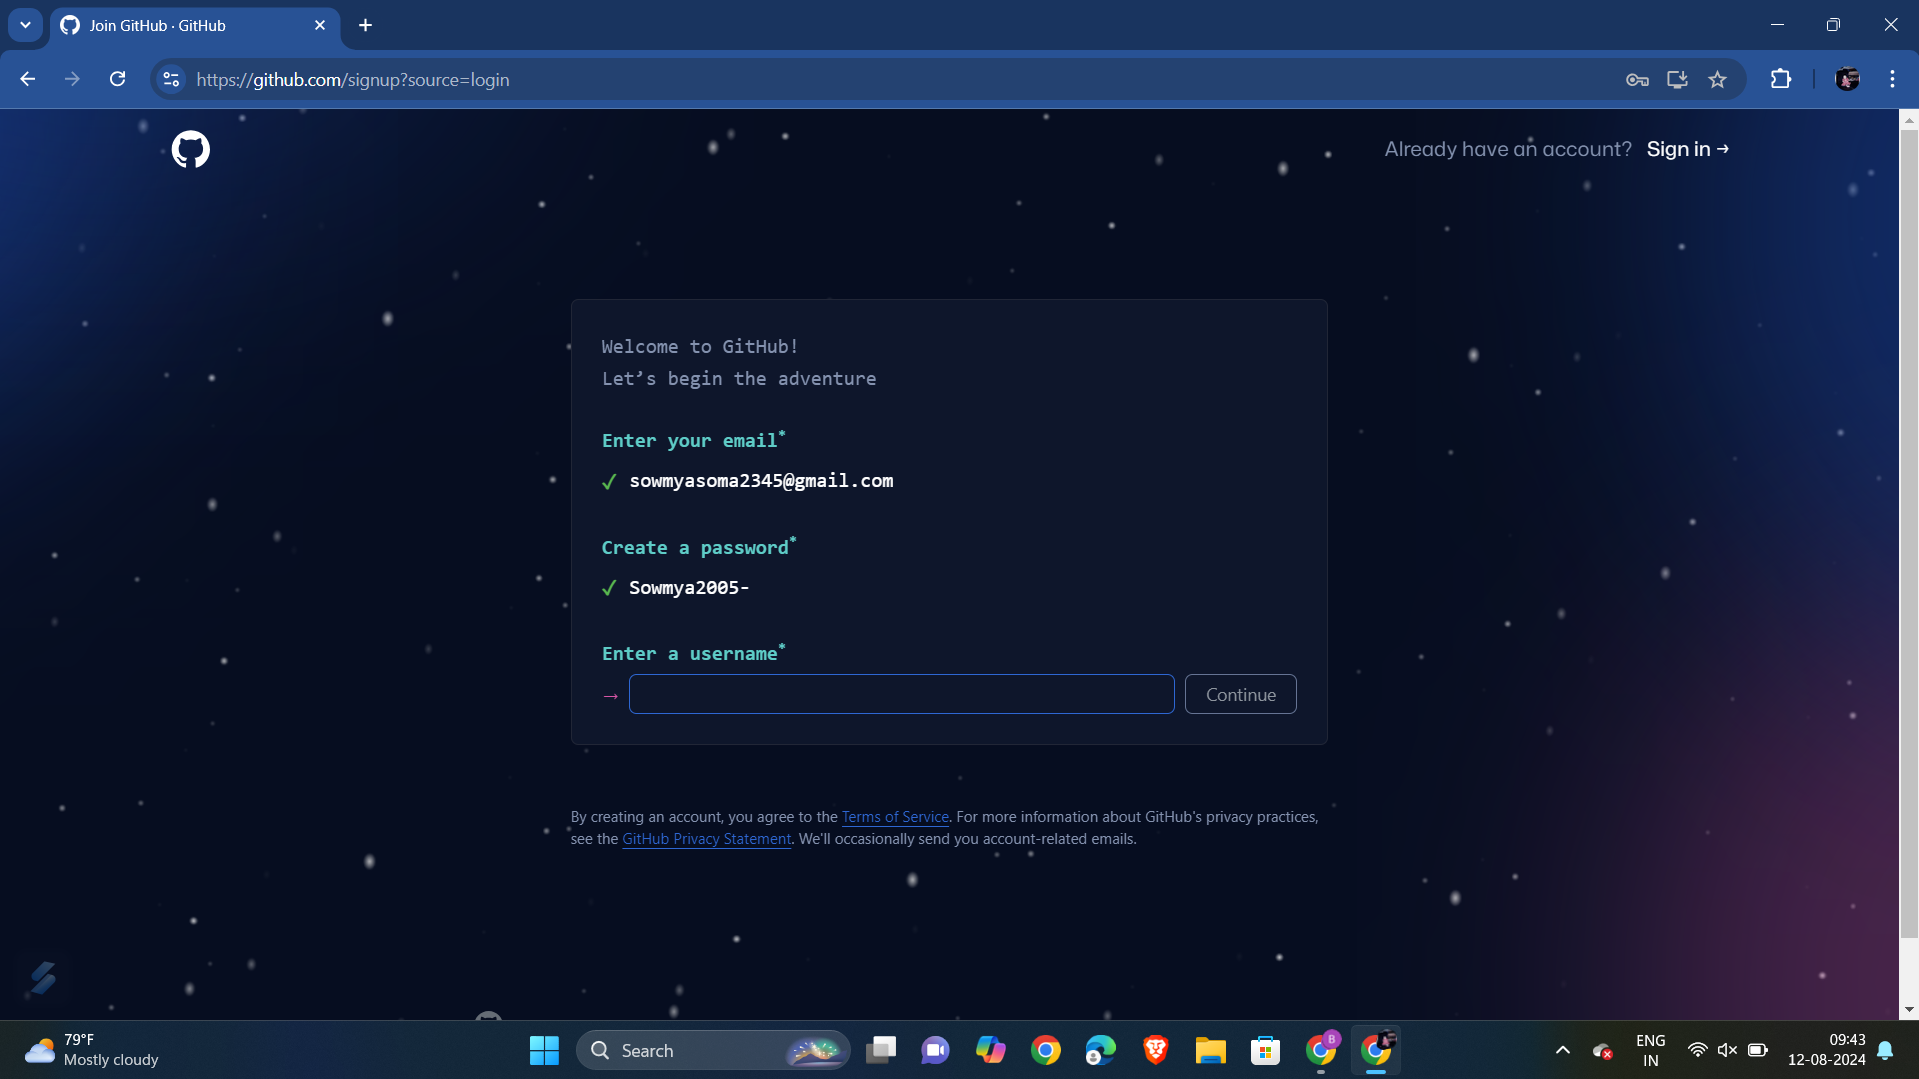 Join GitHub · GitHub
https://github.com/signup?source=login
Already have an account? Sign in →
Welcome to GitHub!
Let’s begin the adventure
Enter your email*
✓ sowmyasoma2345@gmail.com
Create a password*
✓ Sowmya2005-
Enter a username*
→
Continue
By creating an account, you agree to the Terms of Service. For more information about GitHub's privacy practices,
see the GitHub Privacy Statement. We'll occasionally send you account-related emails.
79°F
Mostly cloudy
Search
B
ENG
IN
09:43
12-08-2024